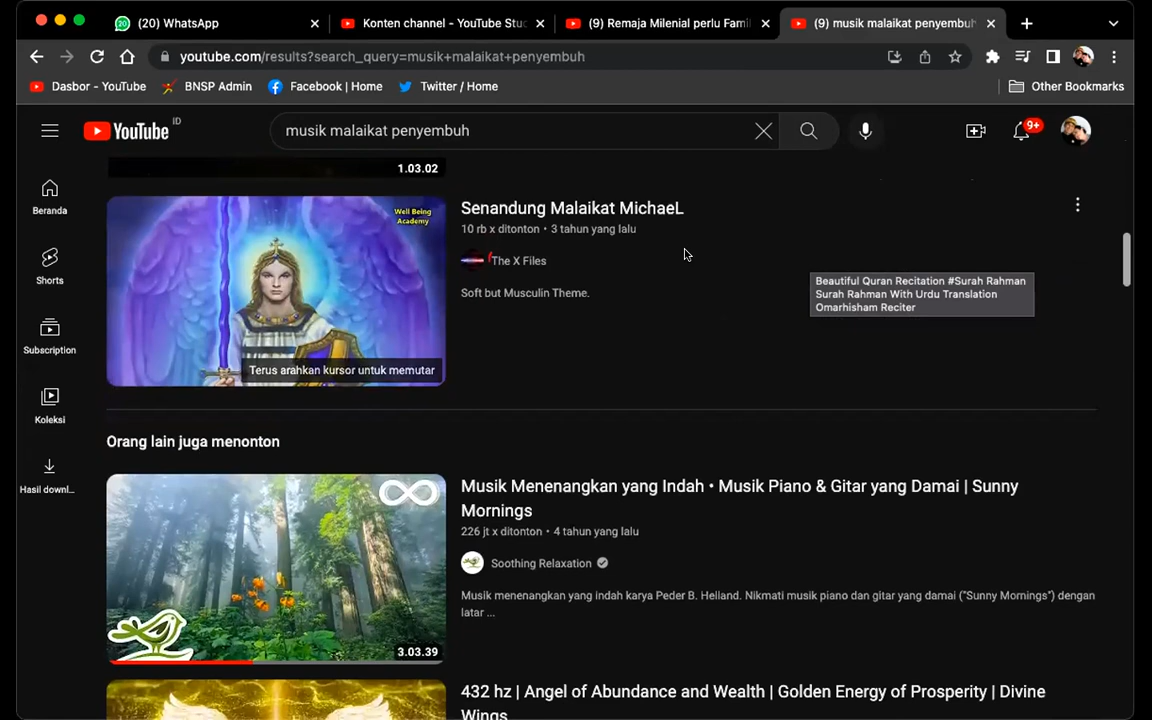 (20) WhatsApp
Konten channel - YouTube Stu
(9) Remaja Milenial perlu Fami
(9) musik malaikat penyembuh
youtube.com/results?search_query=musik+malaikat+penyembuh
Dasbor - YouTube
BNSP Admin
Facebook | Home
Twitter / Home
Other Bookmarks
YouTube ID
musik malaikat penyembuh
9+
1.03.02
Beranda
Shorts
Subscription
Koleksi
Hasil downl...
Well Being
Academy
Terus arahkan kursor untuk memutar
Senandung Malaikat MichaeL
10 rb x ditonton • 3 tahun yang lalu
The X Files
Soft but Musculin Theme.
Beautiful Quran Recitation #Surah Rahman
Surah Rahman With Urdu Translation
Omarhisham Reciter
Orang lain juga menonton
3.03.39
Musik Menenangkan yang Indah • Musik Piano & Gitar yang Damai | Sunny
Mornings
226 jt x ditonton • 4 tahun yang lalu
Soothing Relaxation
Musik menenangkan yang indah karya Peder B. Helland. Nikmati musik piano dan gitar yang damai ("Sunny Mornings") dengan
latar ...
432 hz | Angel of Abundance and Wealth | Golden Energy of Prosperity | Divine
Wings